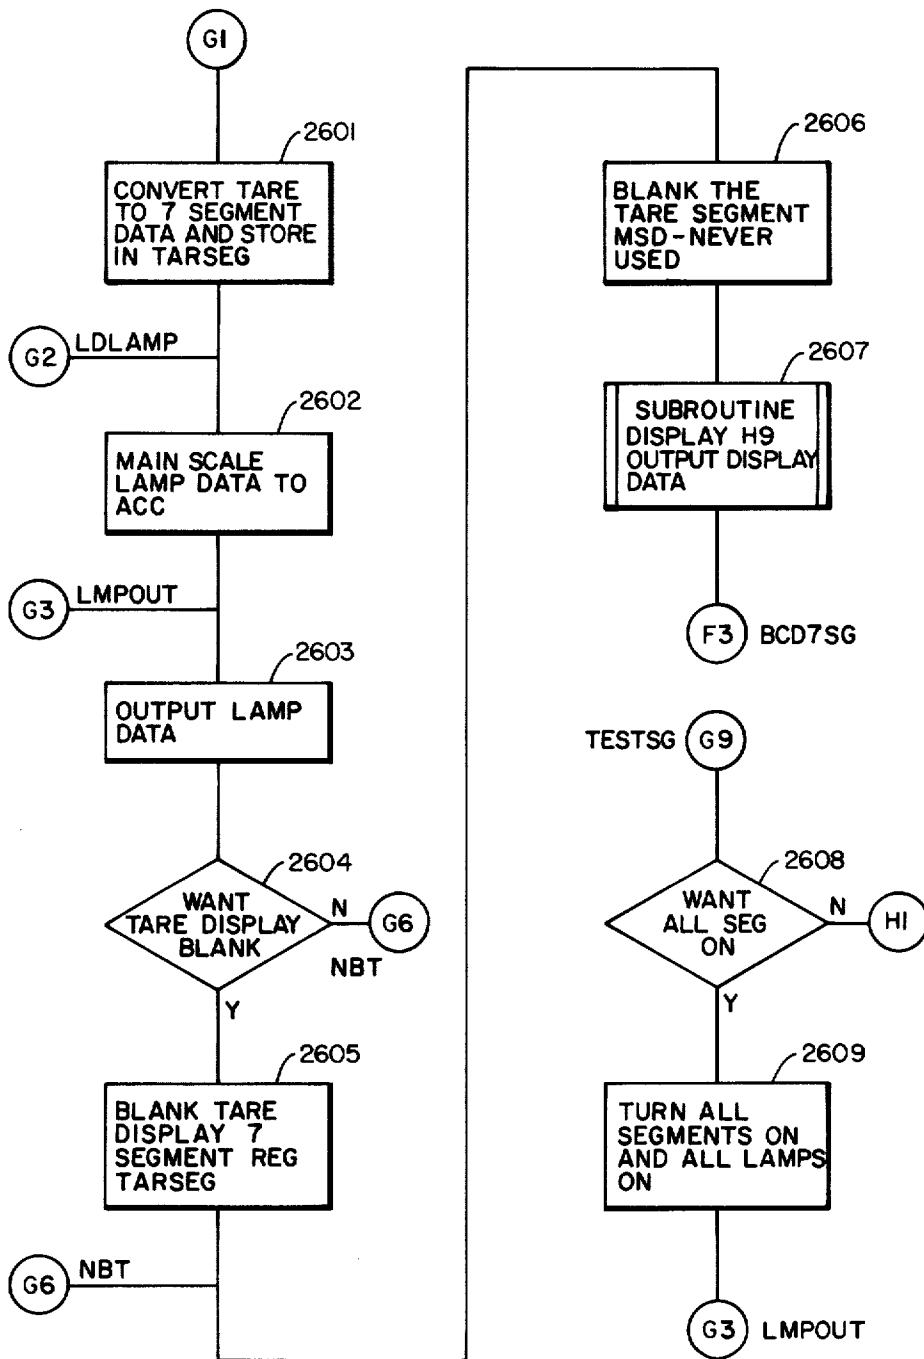 G1
2601
CONVERT TARE
TO 7 SEGMENT
DATA AND STORE
IN TARSEG
G2
LDLAMP
2602
MAIN SCALE
LAMP DATA TO
ACC
G3
LMPOUT
2603
OUTPUT LAMP
DATA
2604
WANT
TARE DISPLAY
BLANK
N
G6
NBT
Y
2605
BLANK TARE
DISPLAY 7
SEGMENT REG
TARSEG
G6
NBT
2606
BLANK THE
TARE SEGMENT
MSD-NEVER
USED
2607
SUBROUTINE
DISPLAY H9
OUTPUT DISPLAY
DATA
F3
BCD7SG
TESTSG
G9
2608
WANT
ALL SEG
ON
N
H1
Y
2609
TURN ALL
SEGMENTS ON
AND ALL LAMPS
ON
G3
LMPOUT